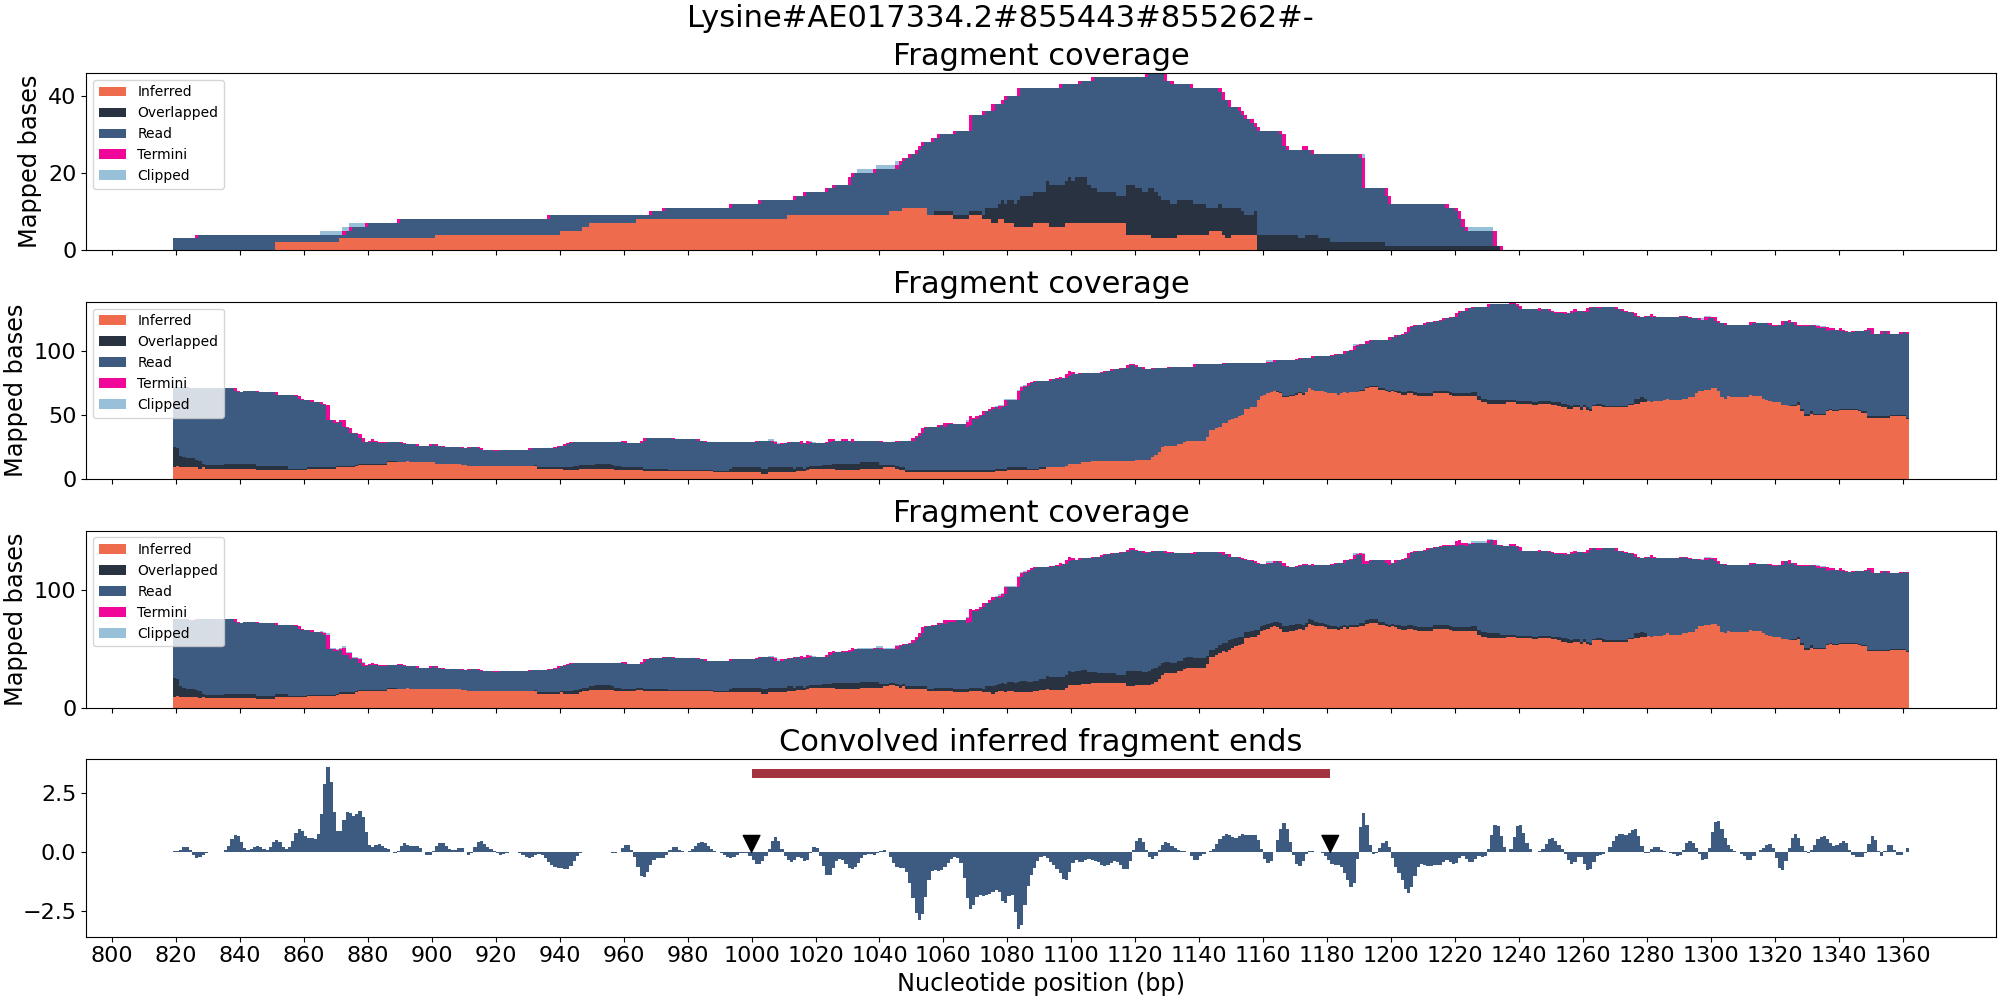 Lysine#AE017334.2#855443#855262#-
Fragment coverage
Mapped bases
40
20
0
Inferred
Overlapped
Read
Termini
Clipped
Fragment coverage
Mapped bases
100
50
0
Inferred
Overlapped
Read
Termini
Clipped
Fragment coverage
Mapped bases
100
0
Inferred
Overlapped
Read
Termini
Clipped
Convolved inferred fragment ends
2.5
0.0
−2.5
800 820 840 860 880 900 920 940 960 980 1000 1020 1040 1060 1080 1100 1120 1140 1160 1180 1200 1220 1240 1260 1280 1300 1320 1340 1360
Nucleotide position (bp)